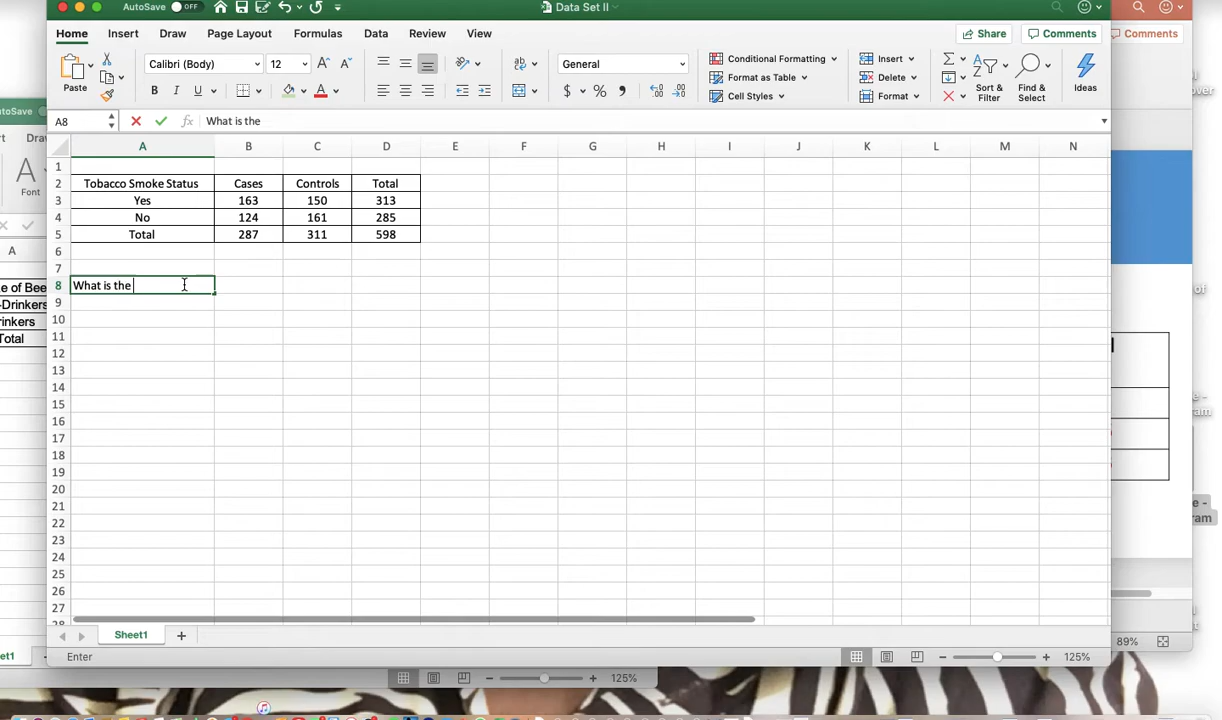 AutoSave OFF Data Set II
Home Insert Draw Page Layout Formulas Data Review View Share Comments
Comments
Paste Calibri (Body) 12 General Conditional Formatting Format as Table Cell Styles Insert Delete Format Sort & Filter Find & Select Ideas
B I U A $ % ,
A8 fx What is the
A B C D E F G H I J K L M N
1
2 Tobacco Smoke Status Cases Controls Total
3 Yes 163 150 313
4 No 124 161 285
5 Total 287 311 598
6
7
8 What is the
9
10
11
12
13
14
15
16
17
18
19
20
21
22
23
24
25
26
27
28
Sheet1
Enter 125%
125%
89%
Font
A
-Drinkers
Total